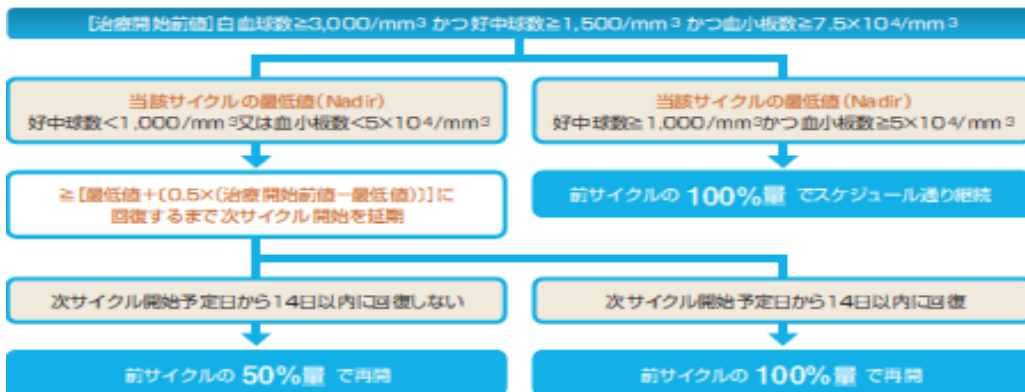 [治療開始前値]白血球数≧3,000/mm³ かつ好中球数≧1,500/mm³ かつ血小板数≧7.5×10⁴/mm³
当該サイクルの最低値(Nadir)
好中球数<1,000/mm³又は血小板数<5×10⁴/mm³
当該サイクルの最低値(Nadir)
好中球数≧1,000/mm³かつ血小板数≧5×10⁴/mm³
≧[最低値+(0.5×(治療開始前値−最低値))]に
回復するまで次サイクル開始を延期
前サイクルの 100%量 でスケジュール通り継続
次サイクル開始予定日から14日以内に回復しない
次サイクル開始予定日から14日以内に回復
前サイクルの 50%量 で再開
前サイクルの 100%量 で再開